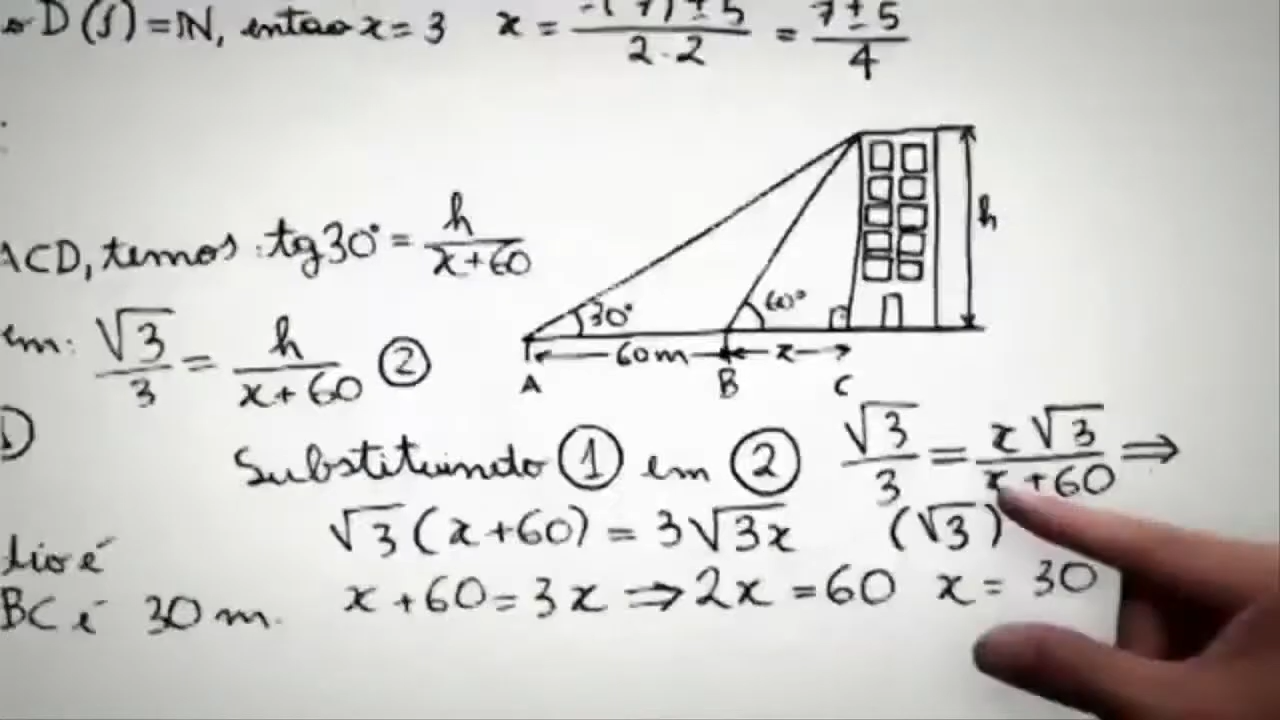 D(f) = ℕ, então x = 3 x = -(-7) ± 5 / 2·2 = 7 ± 5 / 4
ACD, temos: tg30° = h / x+60
h
30° 60°
60m x
A B C
em: √3 / 3 = h / x+60 ②
Substituindo ① em ② √3 / 3 = x√3 / x+60 ⇒
√3(x+60) = 3√3x (√3)
x+60 = 3x ⇒ 2x = 60 x = 30
BC é 30 m.